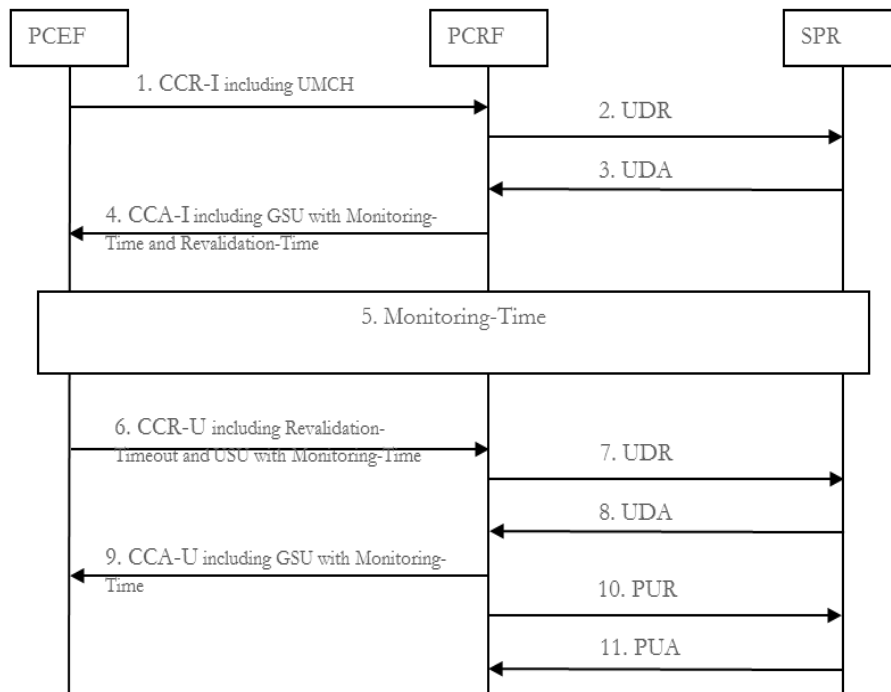 PCEF
PCRF
SPR
1. CCR-I including UMCH
2. UDR
3. UDA
4. CCA-I including GSU with Monitoring-
Time and Revalidation-Time
5. Monitoring-Time
6. CCR-U including Revalidation-
Timeout and USU with Monitoring-Time
7. UDR
8. UDA
9. CCA-U including GSU with Monitoring-
Time
10. PUR
11. PUA